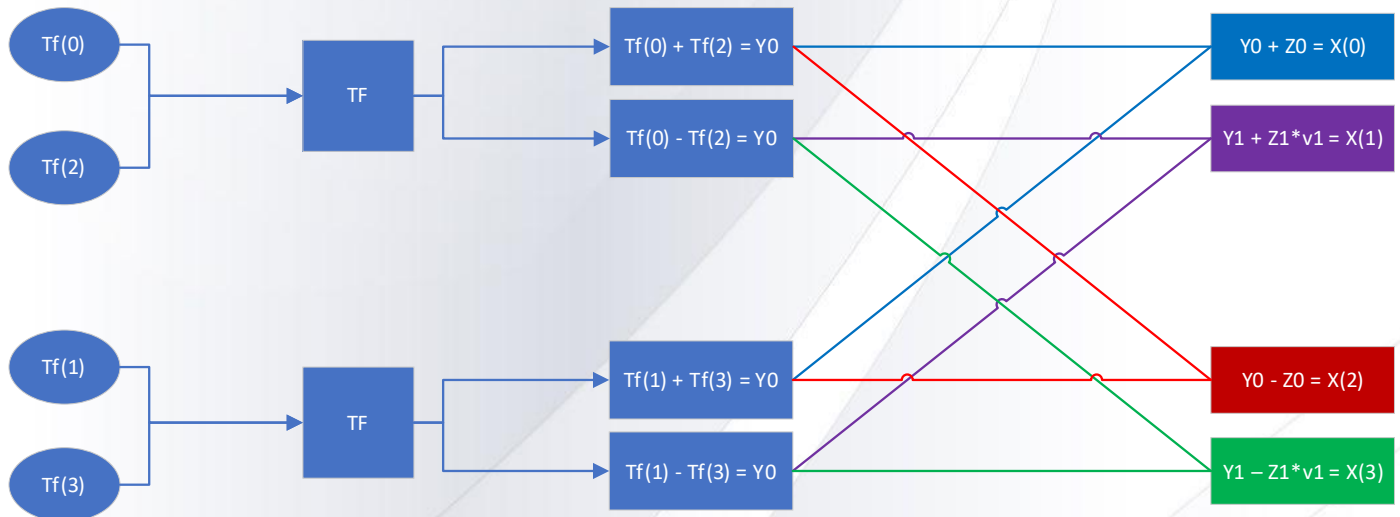 Tf(0)
Tf(2)
TF
Tf(0) + Tf(2) = Y0
Tf(0) - Tf(2) = Y0
Y0 + Z0 = X(0)
Y1 + Z1*v1 = X(1)
Tf(1)
Tf(3)
TF
Tf(1) + Tf(3) = Y0
Tf(1) - Tf(3) = Y0
Y0 - Z0 = X(2)
Y1 – Z1*v1 = X(3)